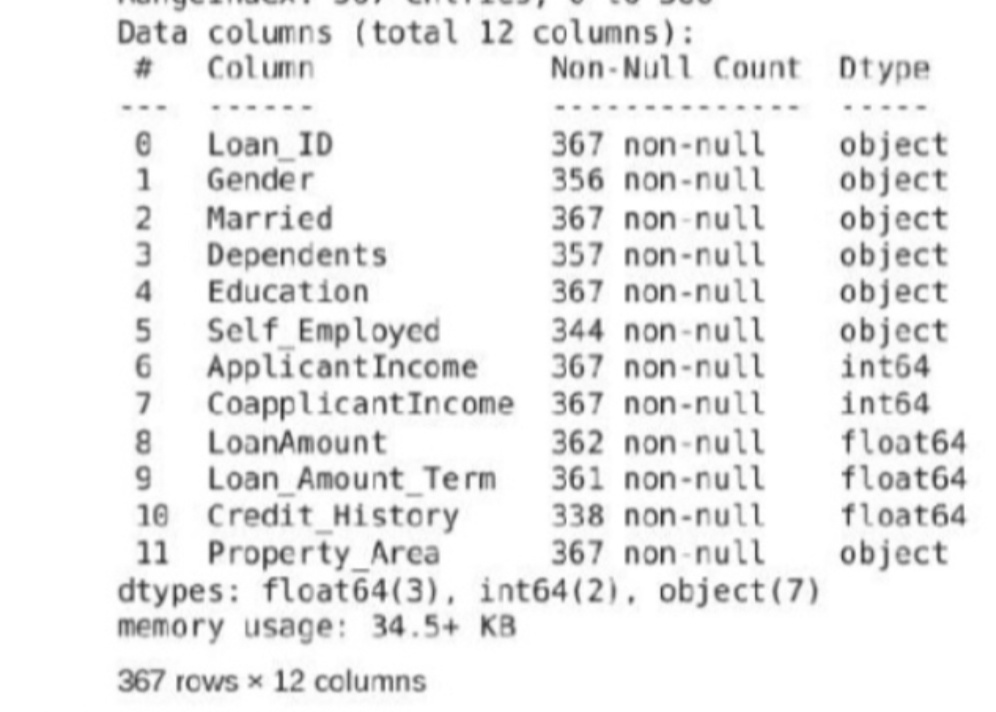 Data columns (total 12 columns):
# Column Non-Null Count Dtype
--- ------ -------------- -----
0 Loan_ID 367 non-null object
1 Gender 356 non-null object
2 Married 367 non-null object
3 Dependents 357 non-null object
4 Education 367 non-null object
5 Self_Employed 344 non-null object
6 ApplicantIncome 367 non-null int64
7 CoapplicantIncome 367 non-null int64
8 LoanAmount 362 non-null float64
9 Loan_Amount_Term 361 non-null float64
10 Credit_History 338 non-null float64
11 Property_Area 367 non-null object
dtypes: float64(3), int64(2), object(7)
memory usage: 34.5+ KB
367 rows × 12 columns